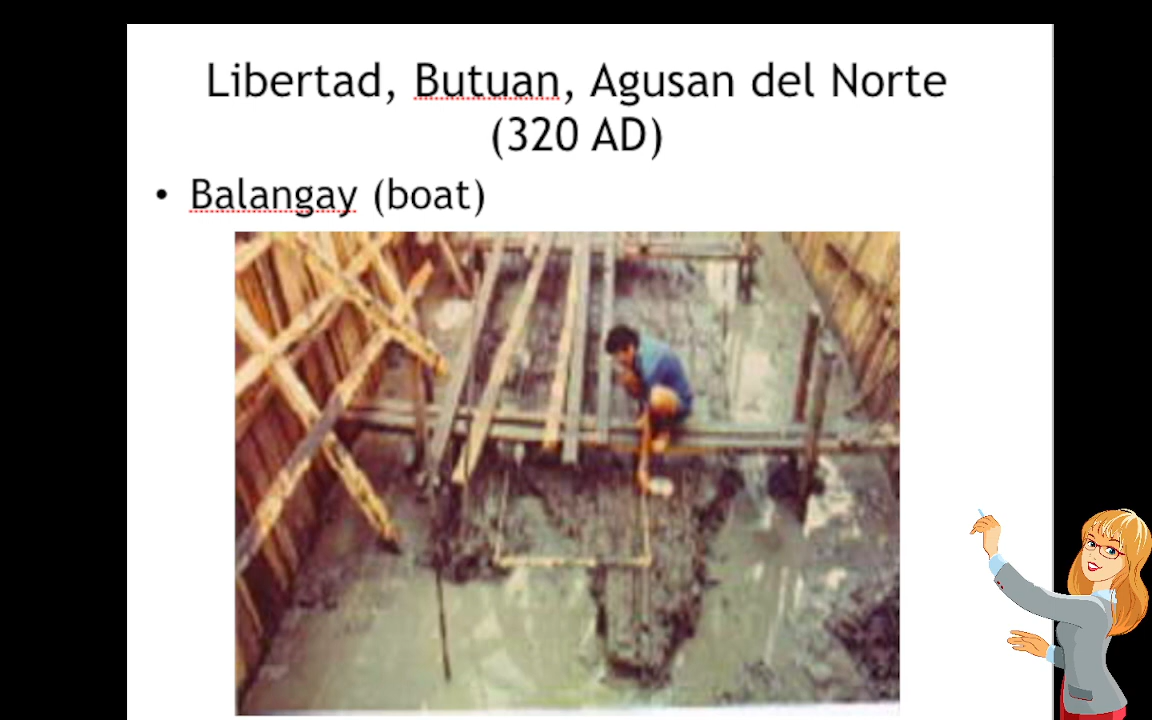 Libertad, Butuan, Agusan del Norte
(320 AD)
• Balangay (boat)